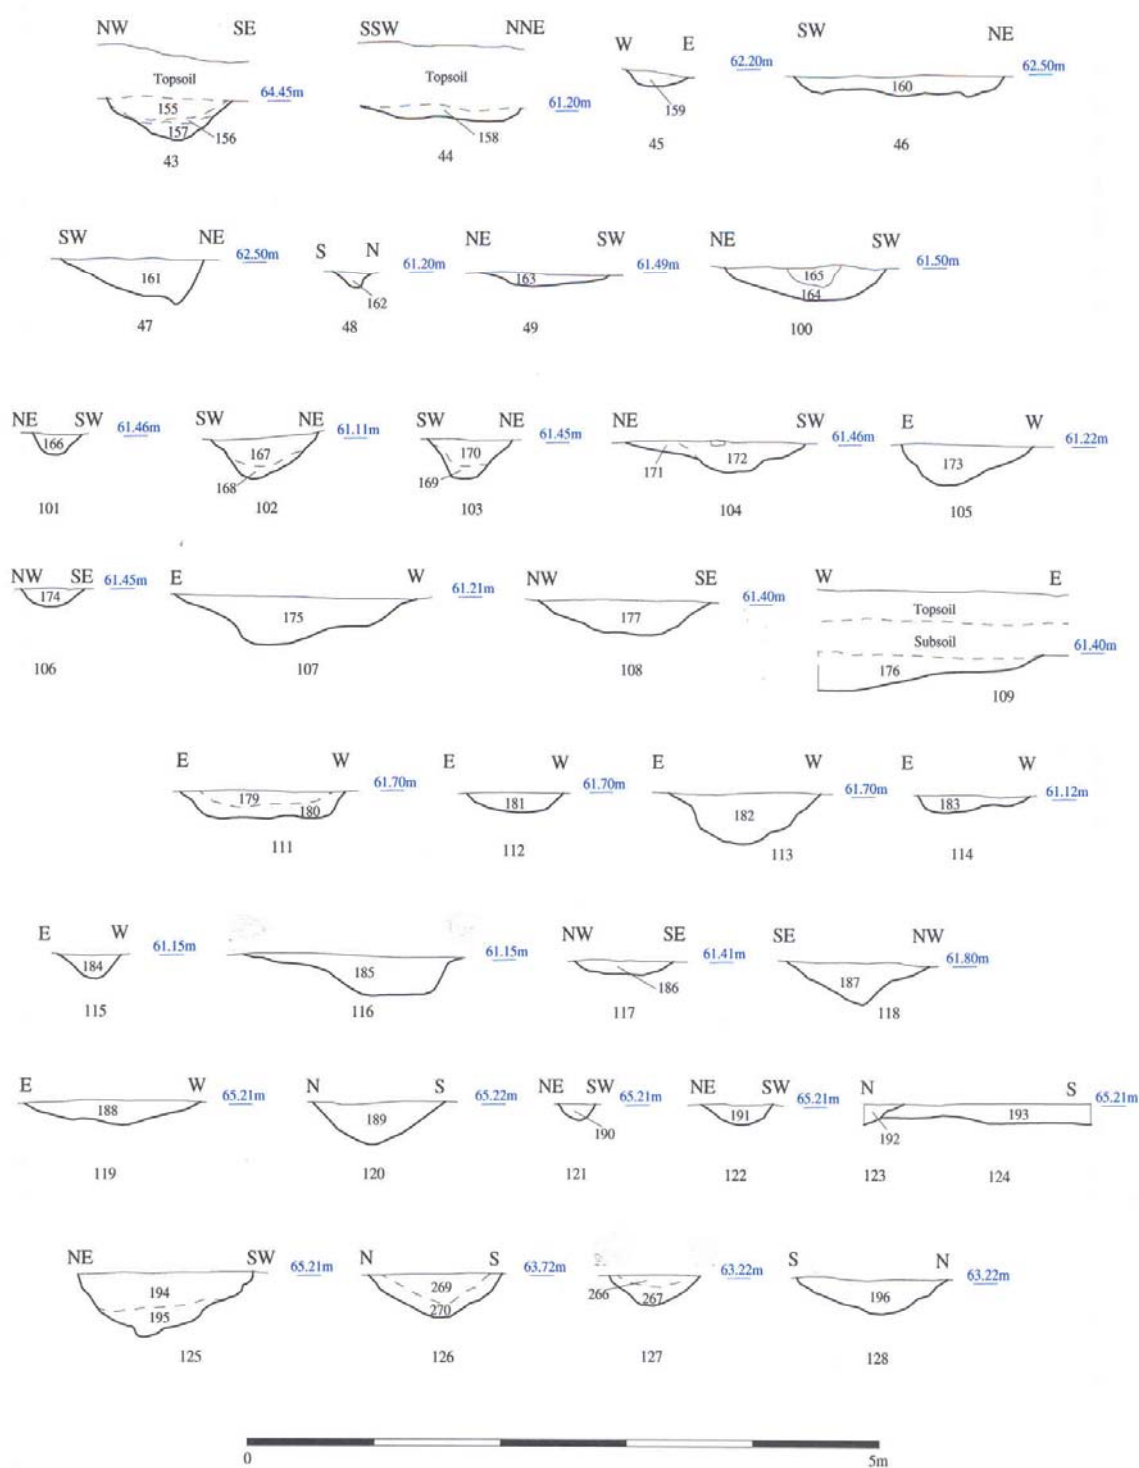 NW SE SSW NNE W E SW NE
Topsoil Topsoil
62.20m 62.50m
155 64.45m 160
157 156 158 61.20m 159
43 44 45 46
SW NE S N NE SW NE SW
62.50m 61.20m 61.49m 61.50m
161 162 163 165
164
47 48 49 100
NE SW SW NE SW NE NE SW E W
61.46m 61.11m 61.45m 61.46m 61.22m
166 167 170 172 173
168 169 171
101 102 103 104 105
NW SE E W NW SE W E
61.45m 61.21m 61.40m
174 175 177 Topsoil
Subsoil 61.40m
176
106 107 108 109
E W E W E W E W
61.70m 61.70m 61.70m 61.12m
179 180 181 182 183
111 112 113 114
E W NW SE SE NW
61.15m 61.15m 61.41m 61.80m
184 185 186 187
115 116 117 118
E W N S NE SW NE SW N S
65.21m 65.22m 65.21m 65.21m 65.21m
188 189 190 191 192 193
119 120 121 122 123 124
NE SW N S S N
65.21m 63.72m 63.22m 63.22m
194 269 266 267 196
195 270
125 126 127 128
0 5m